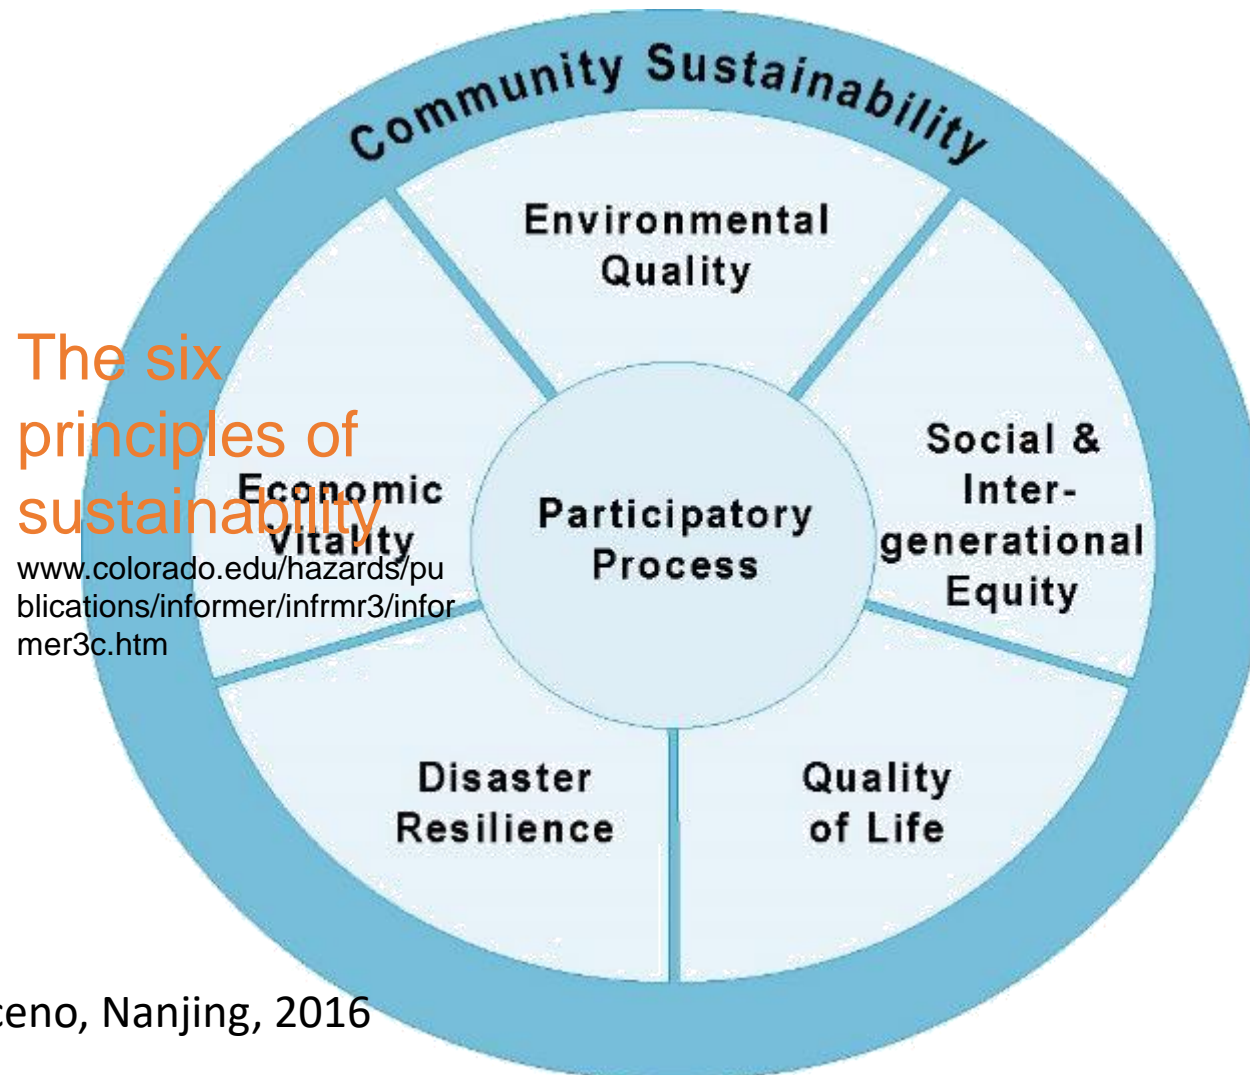 Community Sustainability
Environmental
Quality
The six
principles of
sustainability
www.colorado.edu/hazards/pu
blications/informer/infrmr3/infor
mer3c.htm
Economic
Vitality
Participatory
Process
Social &
Inter-
generational
Equity
Disaster
Resilience
Quality
of Life
Nanjing, 2016